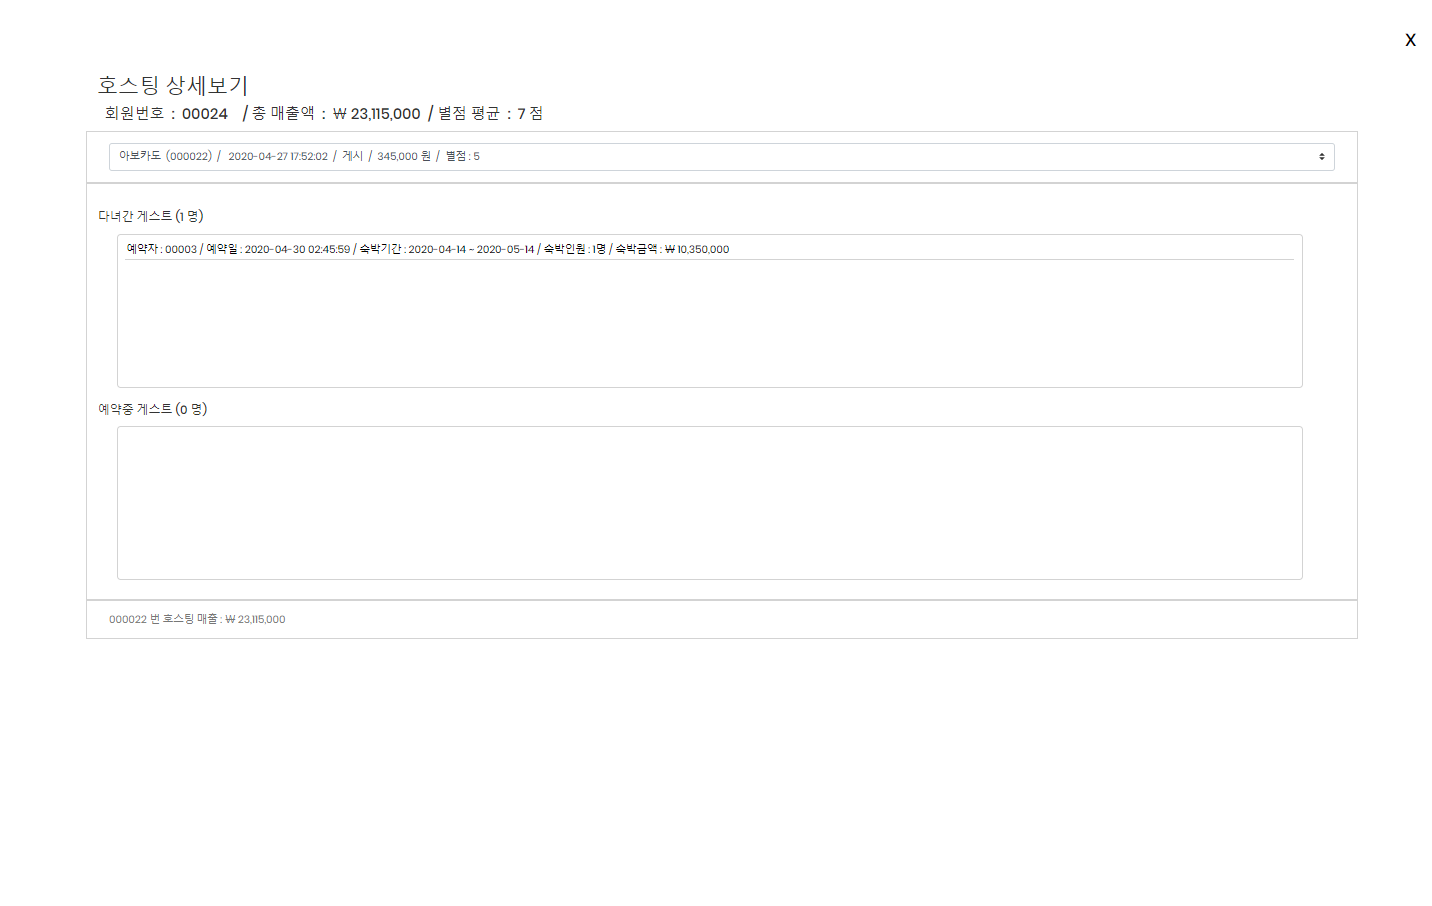 X
호스팅 상세보기
회원번호 : 00024 / 총 매출액 : ₩ 23,115,000 / 별점 평균 : 7 점
아보카도 (000022) / 2020-04-27 17:52:02 / 게시 / 345,000 원 / 별점 : 5
다녀간 게스트 (1 명)
예약자 : 00003 / 예약일 : 2020-04-30 02:45:59 / 숙박기간 : 2020-04-14 ~ 2020-05-14 / 숙박인원 : 1명 / 숙박금액 : ₩ 10,350,000
예약중 게스트 (0 명)
000022 번 호스팅 매출 : ₩ 23,115,000